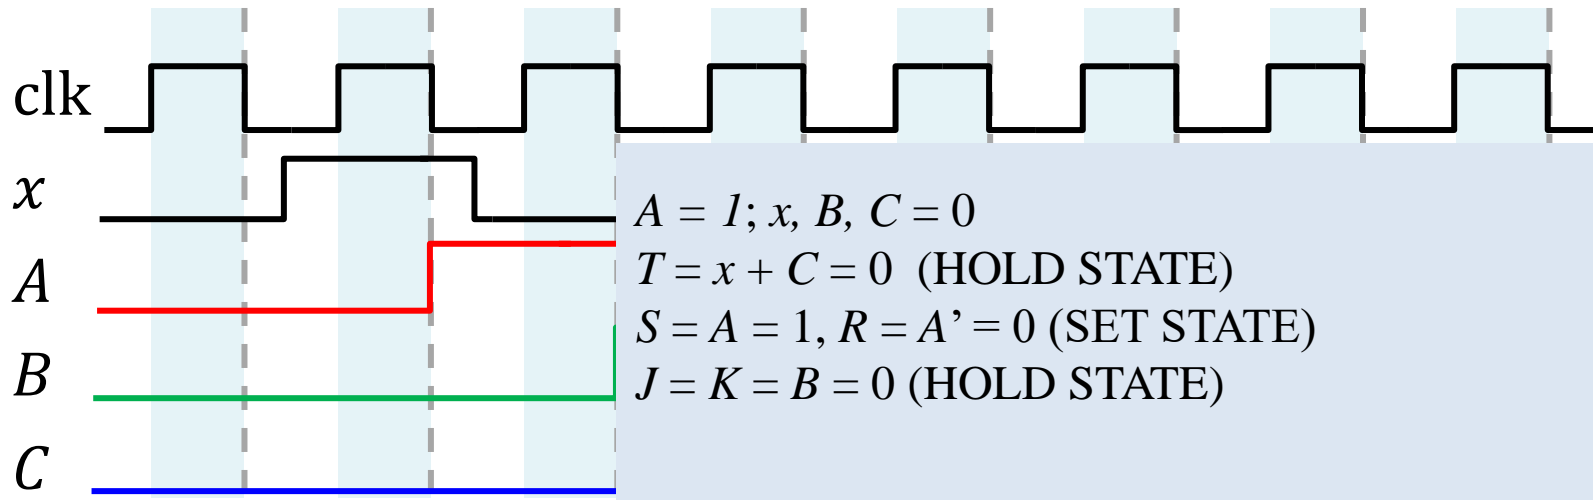 clk
x
A
B
C
A = 1; x, B, C = 0
T = x + C = 0 (HOLD STATE)
S = A = 1, R = A’ = 0 (SET STATE)
J = K = B = 0 (HOLD STATE)